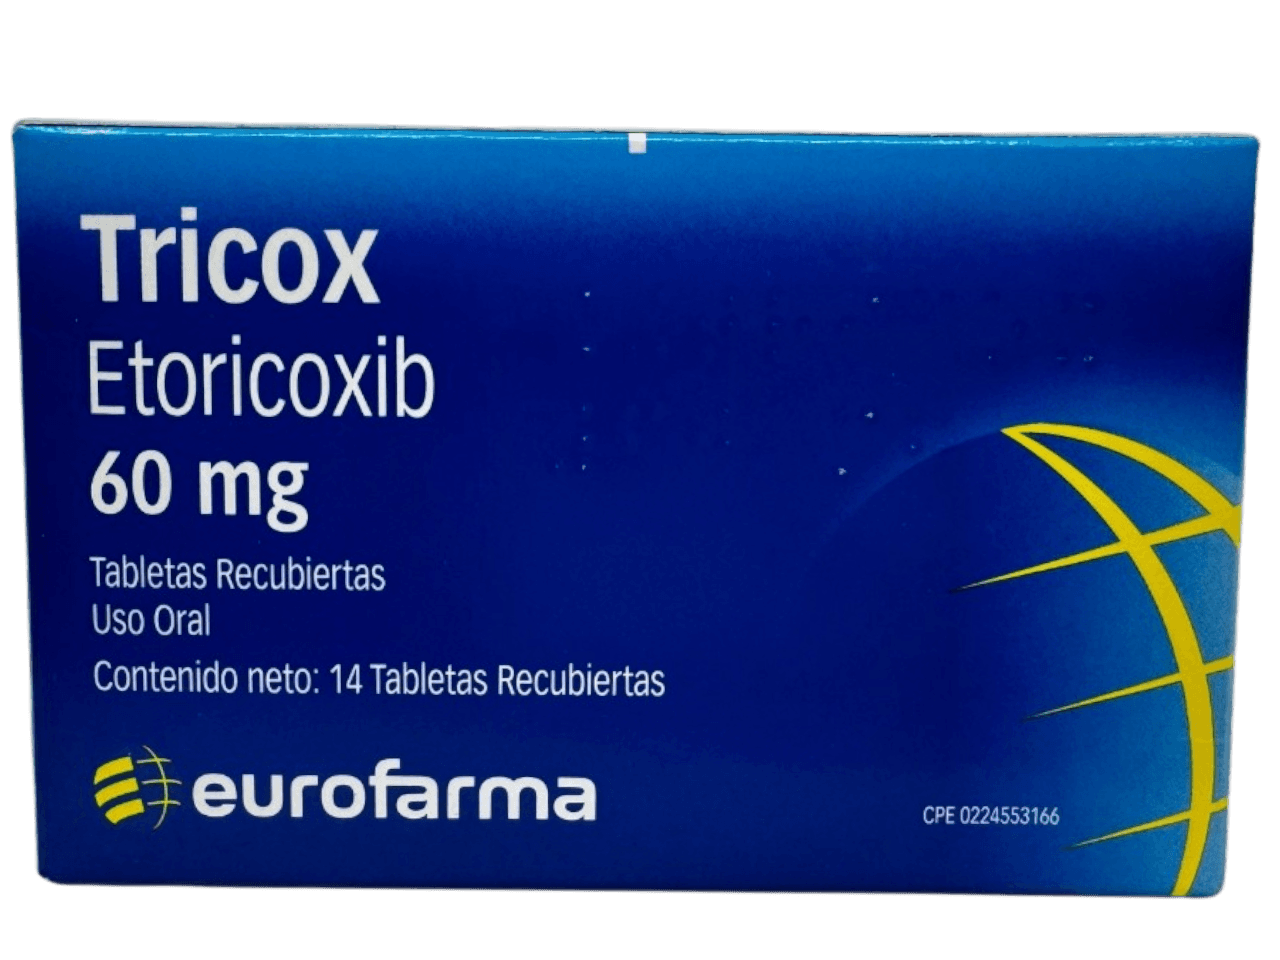 Tricox
Etoricoxib
60 mg
Tabletas Recubiertas
Uso Oral
Contenido neto: 14 Tabletas Recubiertas
eurofarma
CPE 0224553166